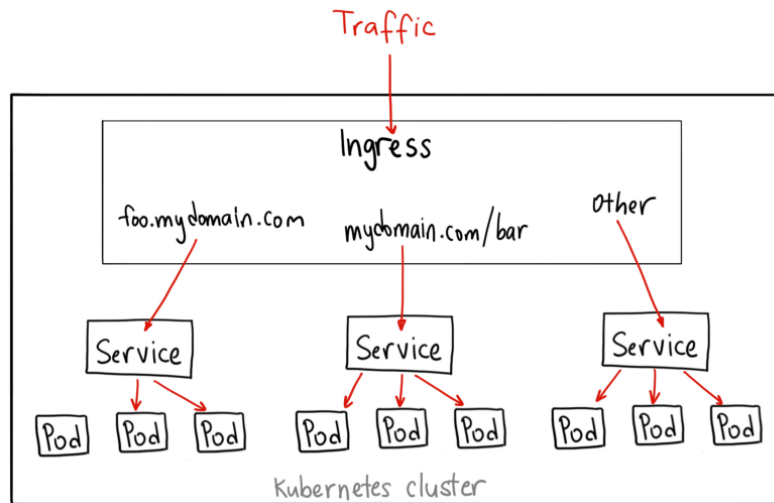 Traffic
Ingress
foo.mydomain.com
mydomain.com/bar
Other
Service
Service
Service
Pod
Pod
Pod
Pod
Pod
Pod
Pod
Pod
Pod
Kubernetes cluster